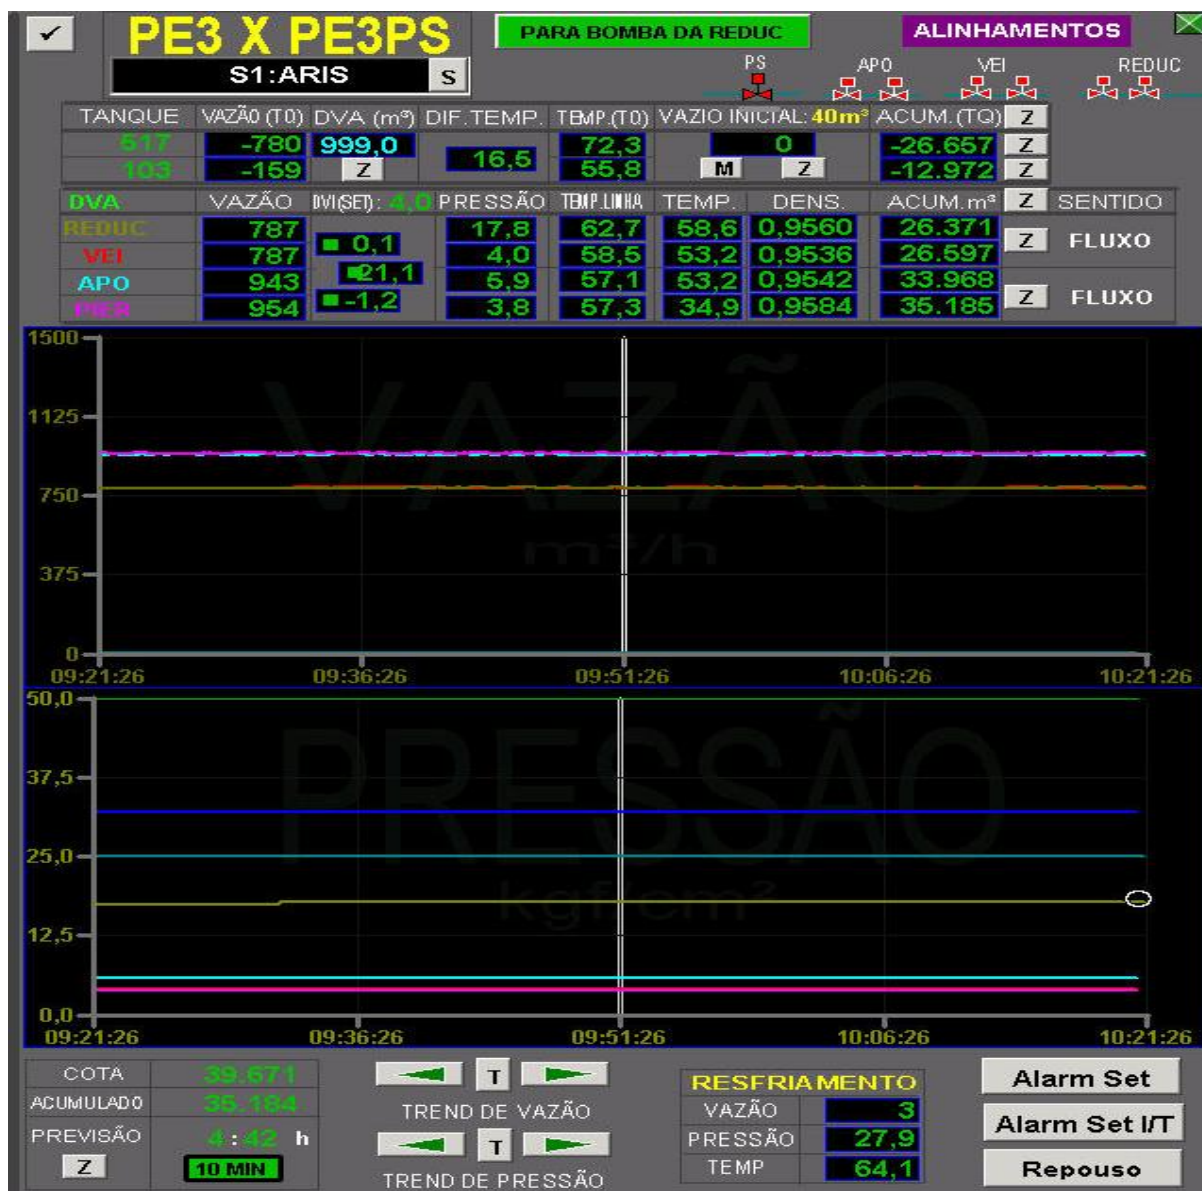 ✓ PE3 X PE3PS PARA BOMBA DA REDUC ALINHAMENTOS
S1:ARIS S PS APO VEI REDUC
TANQUE VAZÃO (T0) DVA (m³) DIF.TEMP. TEMP.(T0) VAZIO INICIAL: 40m³ ACUM.(TQ) Z
517 -780 999,0 16,5 72,3 0 -26.657 Z
103 -159 Z 55,8 M Z -12.972 Z
DVA VAZÃO DVI(SET): 4,0 PRESSÃO TEMP.LINHA TEMP. DENS. ACUM.m³ Z SENTIDO
REDUC 787 0,1 17,8 62,7 58,6 0,9560 26.371 Z FLUXO
VEI 787 21,1 4,0 58,5 53,2 0,9536 26.597
APO 943 -1,2 5,9 57,1 53,2 0,9542 33.968 Z FLUXO
PIER 954 3,8 57,3 34,9 0,9584 35.185
VAZÃO
m³/h
1500
1125
750
375
0
09:21:26 09:36:26 09:51:26 10:06:26 10:21:26
PRESSÃO
kgf/cm²
50,0
37,5
25,0
12,5
0,0
09:21:26 09:36:26 09:51:26 10:06:26 10:21:26
COTA 39.671
ACUMULADO 35.184
PREVISÃO 4:42 h
Z 10 MIN
T
TREND DE VAZÃO
T
TREND DE PRESSÃO
RESFRIAMENTO
VAZÃO 3
PRESSÃO 27,9
TEMP 64,1
Alarm Set
Alarm Set I/T
Repouso